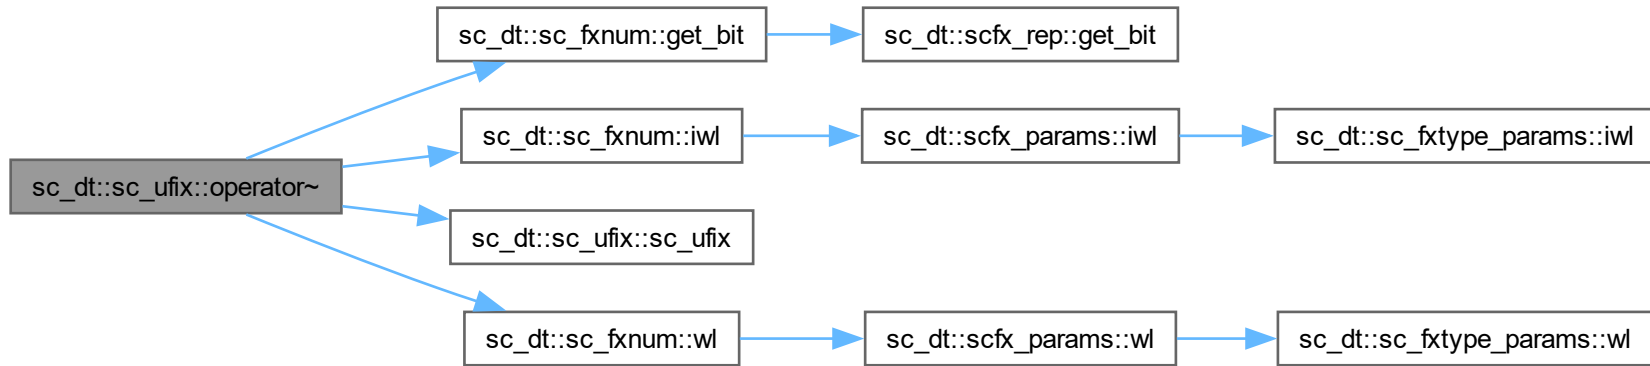 sc_dt::sc_fxnum::get_bit
sc_dt::scfx_rep::get_bit
sc_dt::sc_fxnum::iwl
sc_dt::scfx_params::iwl
sc_dt::sc_fxtype_params::iwl
sc_dt::sc_ufix::operator~
sc_dt::sc_ufix::sc_ufix
sc_dt::sc_fxnum::wl
sc_dt::scfx_params::wl
sc_dt::sc_fxtype_params::wl